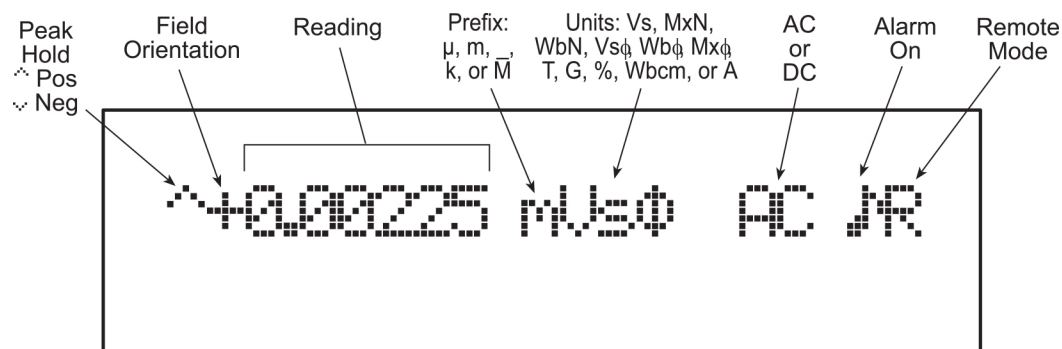 Peak
Hold
^ Pos
⌄ Neg
Field
Orientation
Reading
Prefix:
µ, m, _,
k, or M
Units: Vs, MxN,
WbN, Vsϕ, Wbϕ, Mxϕ,
T, G, %, Wbcm, or A
AC
or
DC
Alarm
On
Remote
Mode
^+0.00225 mVsϕ AC ♪R